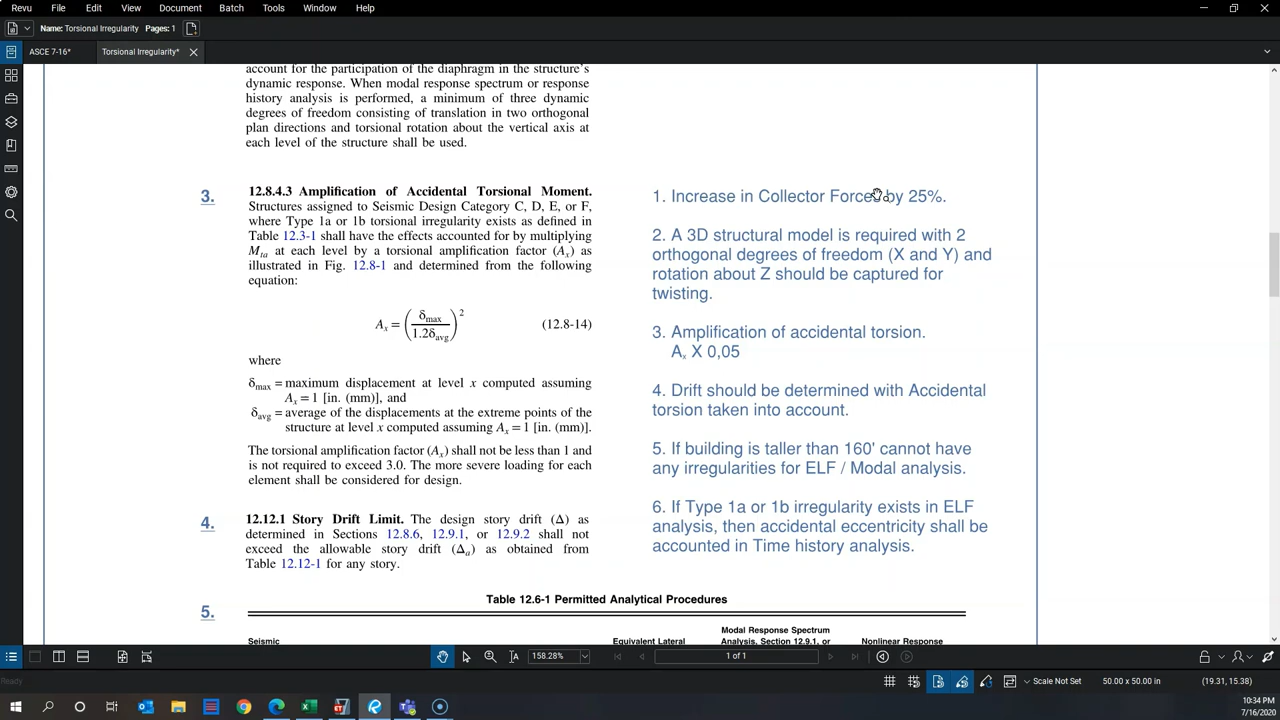 Revu File Edit View Document Batch Tools Window Help
Name: Torsional Irregularity Pages: 1
ASCE 7-16* Torsional Irregularity*
account for the participation of the diaphragm in the structure's
dynamic response. When modal response spectrum or response
history analysis is performed, a minimum of three dynamic
degrees of freedom consisting of translation in two orthogonal
plan directions and torsional rotation about the vertical axis at
each level of the structure shall be used.
3.
12.8.4.3 Amplification of Accidental Torsional Moment.
Structures assigned to Seismic Design Category C, D, E, or F,
where Type 1a or 1b torsional irregularity exists as defined in
Table 12.3-1 shall have the effects accounted for by multiplying
Mta at each level by a torsional amplification factor (Ax) as
illustrated in Fig. 12.8-1 and determined from the following
equation:
Ax = (δmax / 1.2δavg)² (12.8-14)
where
δmax = maximum displacement at level x computed assuming
Ax = 1 [in. (mm)], and
δavg = average of the displacements at the extreme points of the
structure at level x computed assuming Ax = 1 [in. (mm)].
The torsional amplification factor (Ax) shall not be less than 1 and
is not required to exceed 3.0. The more severe loading for each
element shall be considered for design.
4.
12.12.1 Story Drift Limit. The design story drift (Δ) as
determined in Sections 12.8.6, 12.9.1, or 12.9.2 shall not
exceed the allowable story drift (Δa) as obtained from
Table 12.12-1 for any story.
1. Increase in Collector Forces by 25%.
2. A 3D structural model is required with 2
orthogonal degrees of freedom (X and Y) and
rotation about Z should be captured for
twisting.
3. Amplification of accidental torsion.
Ax X 0,05
4. Drift should be determined with Accidental
torsion taken into account.
5. If building is taller than 160' cannot have
any irregularities for ELF / Modal analysis.
6. If Type 1a or 1b irregularity exists in ELF
analysis, then accidental eccentricity shall be
accounted in Time history analysis.
5.
Table 12.6-1 Permitted Analytical Procedures
Modal Response Spectrum
Seismic Equivalent Lateral Analysis, Section 12.9.1, or Nonlinear Response
158.28% 1 of 1
Ready Scale Not Set 50.00 x 50.00 in (19.31, 15.38)
10:34 PM
7/16/2020